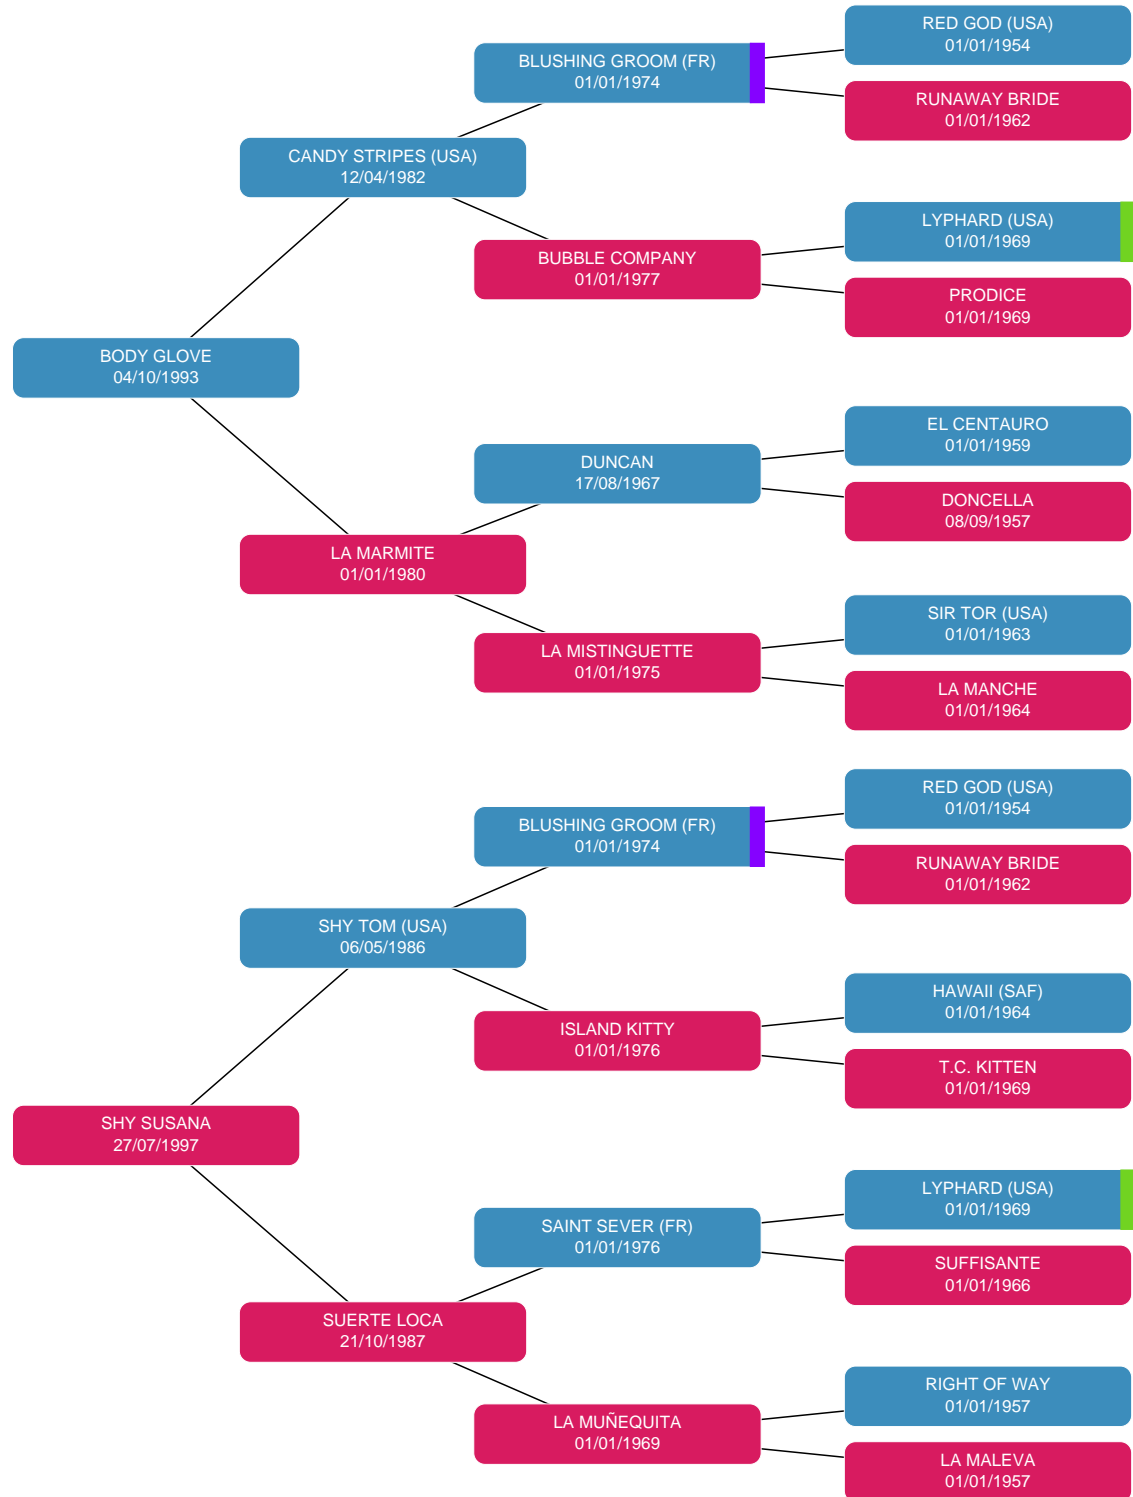 RED GOD (USA)
01/01/1954
BLUSHING GROOM (FR)
01/01/1974
RUNAWAY BRIDE
01/01/1962
CANDY STRIPES (USA)
12/04/1982
LYPHARD (USA)
01/01/1969
BUBBLE COMPANY
01/01/1977
PRODICE
01/01/1969
BODY GLOVE
04/10/1993
EL CENTAURO
01/01/1959
DUNCAN
17/08/1967
DONCELLA
08/09/1957
LA MARMITE
01/01/1980
SIR TOR (USA)
01/01/1963
LA MISTINGUETTE
01/01/1975
LA MANCHE
01/01/1964
RED GOD (USA)
01/01/1954
BLUSHING GROOM (FR)
01/01/1974
RUNAWAY BRIDE
01/01/1962
SHY TOM (USA)
06/05/1986
HAWAII (SAF)
01/01/1964
ISLAND KITTY
01/01/1976
T.C. KITTEN
01/01/1969
SHY SUSANA
27/07/1997
LYPHARD (USA)
01/01/1969
SAINT SEVER (FR)
01/01/1976
SUFFISANTE
01/01/1966
SUERTE LOCA
21/10/1987
RIGHT OF WAY
01/01/1957
LA MUÑEQUITA
01/01/1969
LA MALEVA
01/01/1957